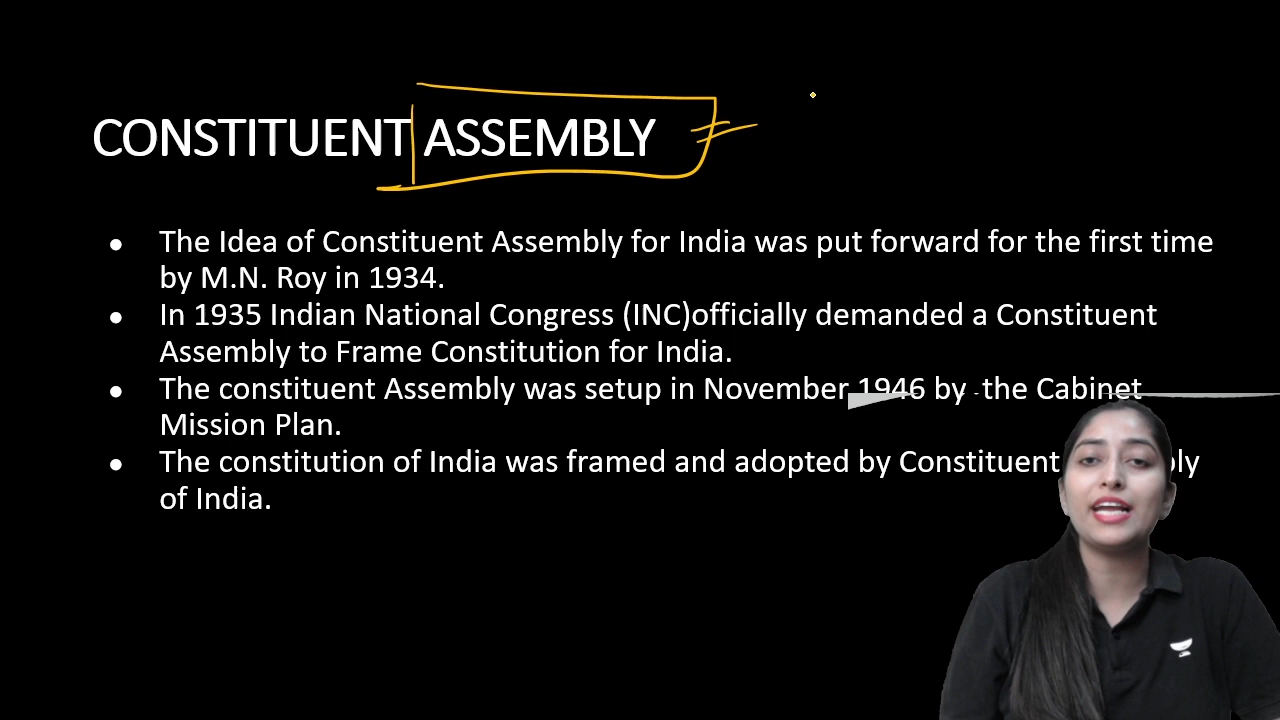 CONSTITUENT ASSEMBLY
The Idea of Constituent Assembly for India was put forward for the first time
by M.N. Roy in 1934.
In 1935 Indian National Congress (INC)officially demanded a Constituent
Assembly to Frame Constitution for India.
The constituent Assembly was setup in November 1946 by the Cabinet
Mission Plan.
The constitution of India was framed and adopted by Constituent
of India.